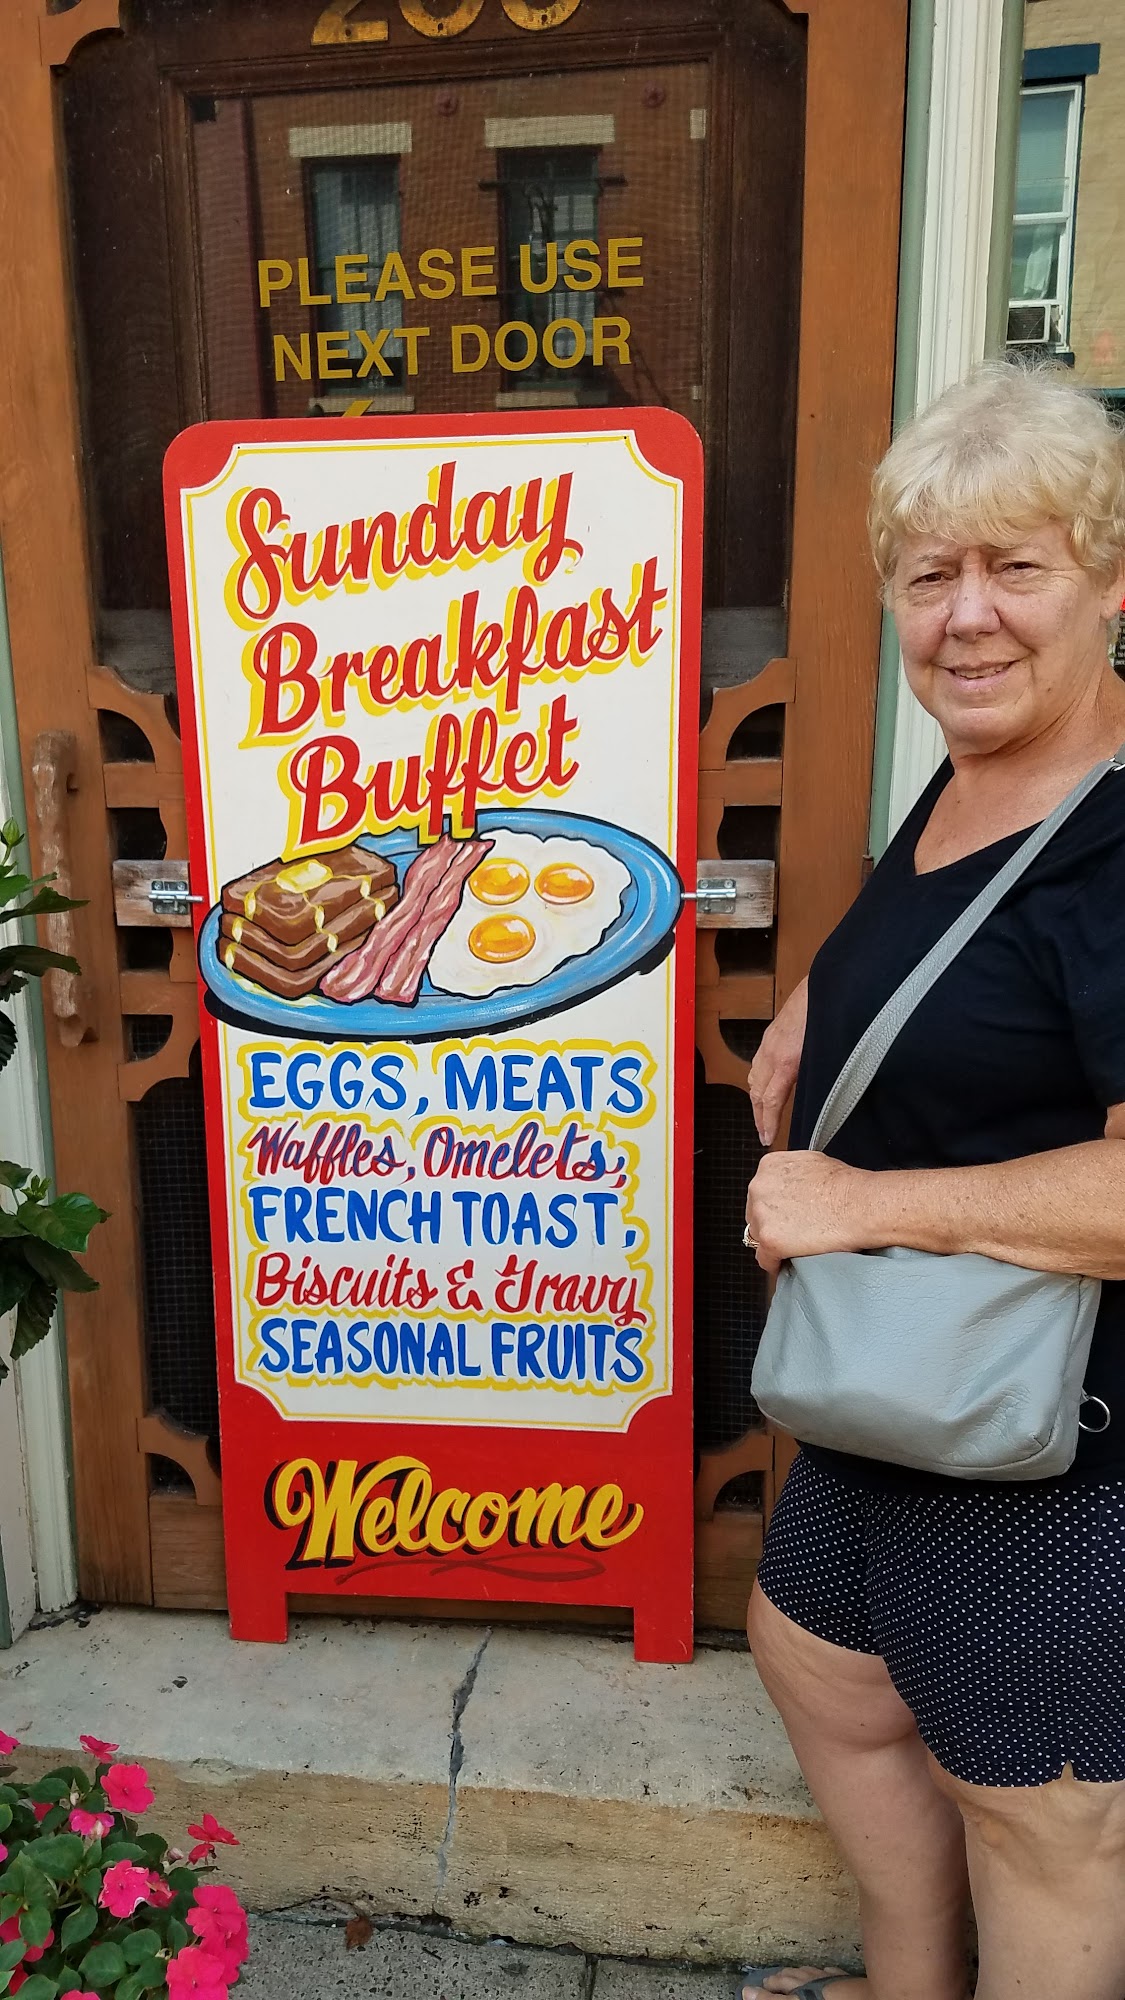 PLEASE USE
NEXT DOOR
Sunday
Breakfast
Buffet
EGGS, MEATS
Waffles, Omelets,
FRENCH TOAST,
Biscuits & Gravy
SEASONAL FRUITS
Welcome